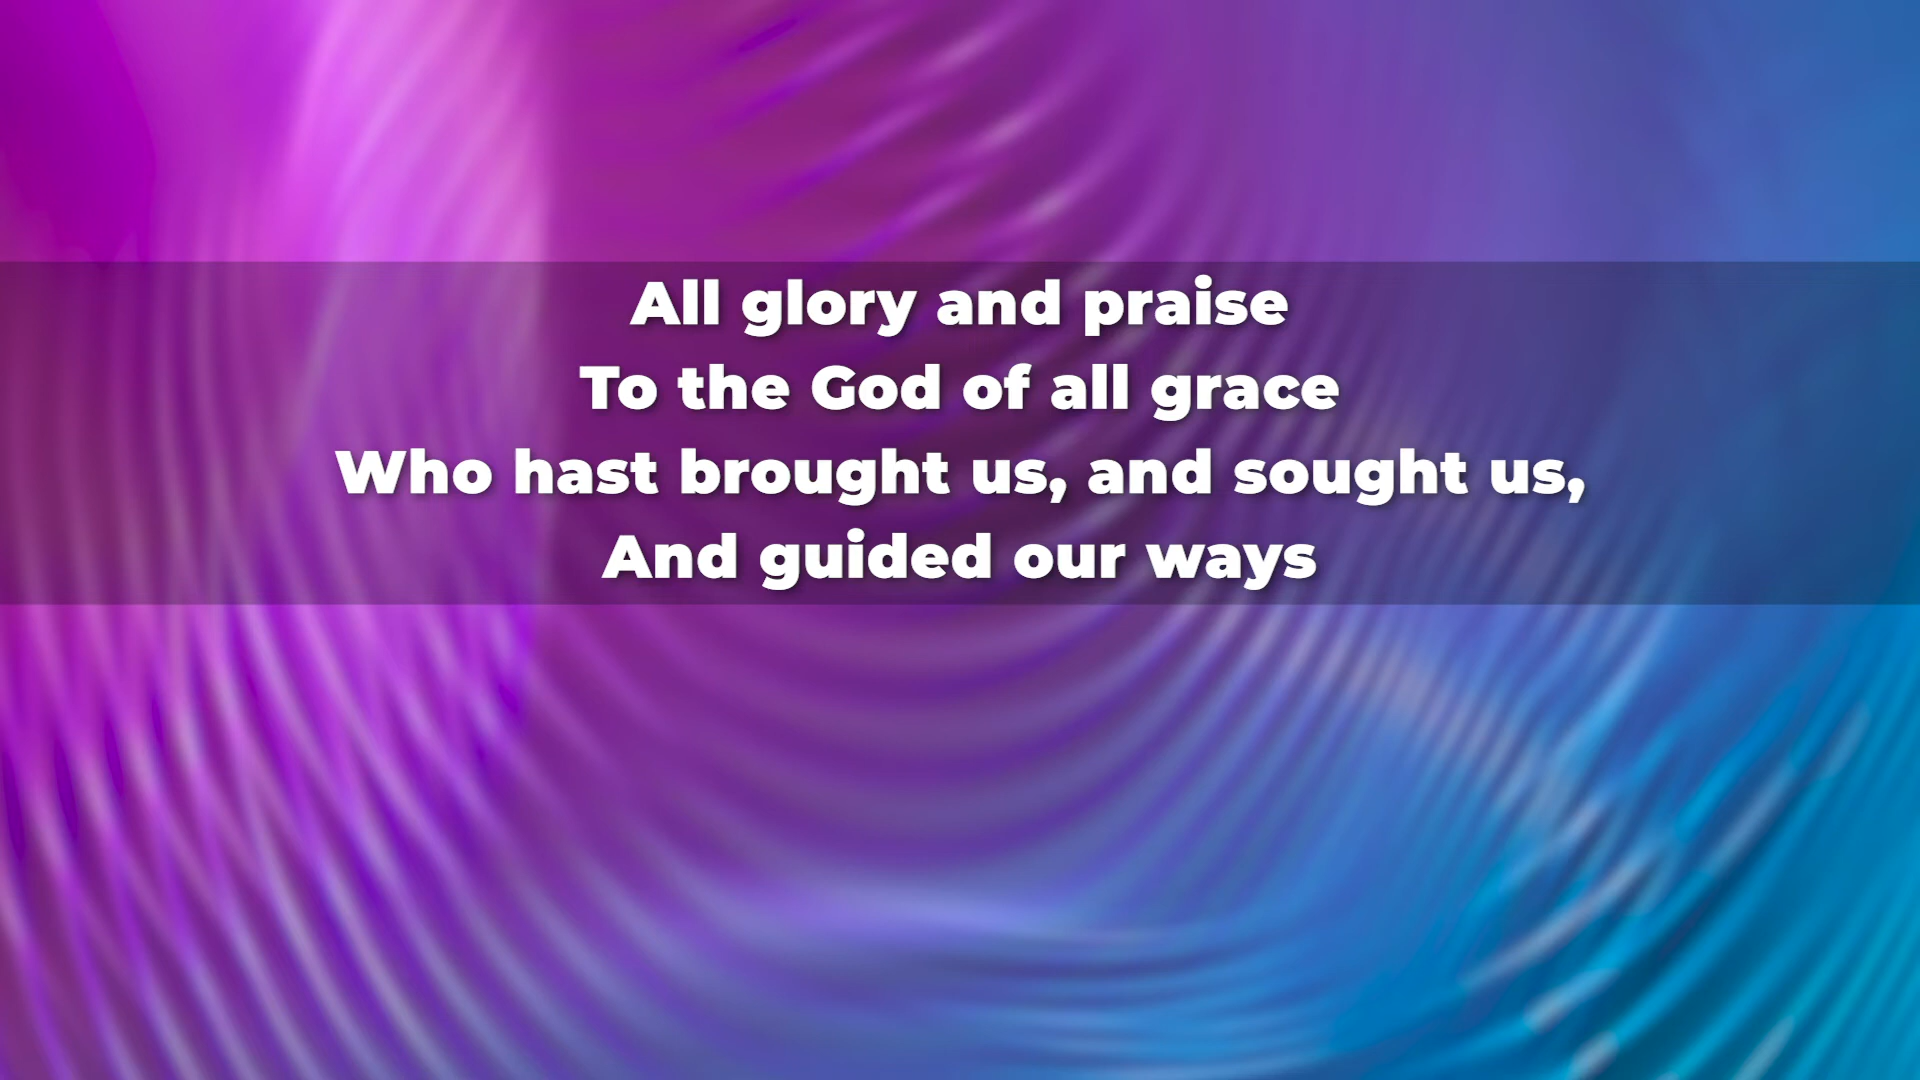 All glory and praise
To the God of all grace
Who hast brought us, and sought us,
And guided our ways